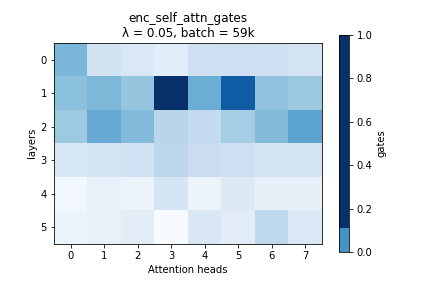 enc_self_attn_gates
λ = 0.05, batch = 59k
layers
0
1
2
3
4
5
0 1 2 3 4 5 6 7
Attention heads
1.0
0.8
0.6
0.4
0.2
0.0
gates